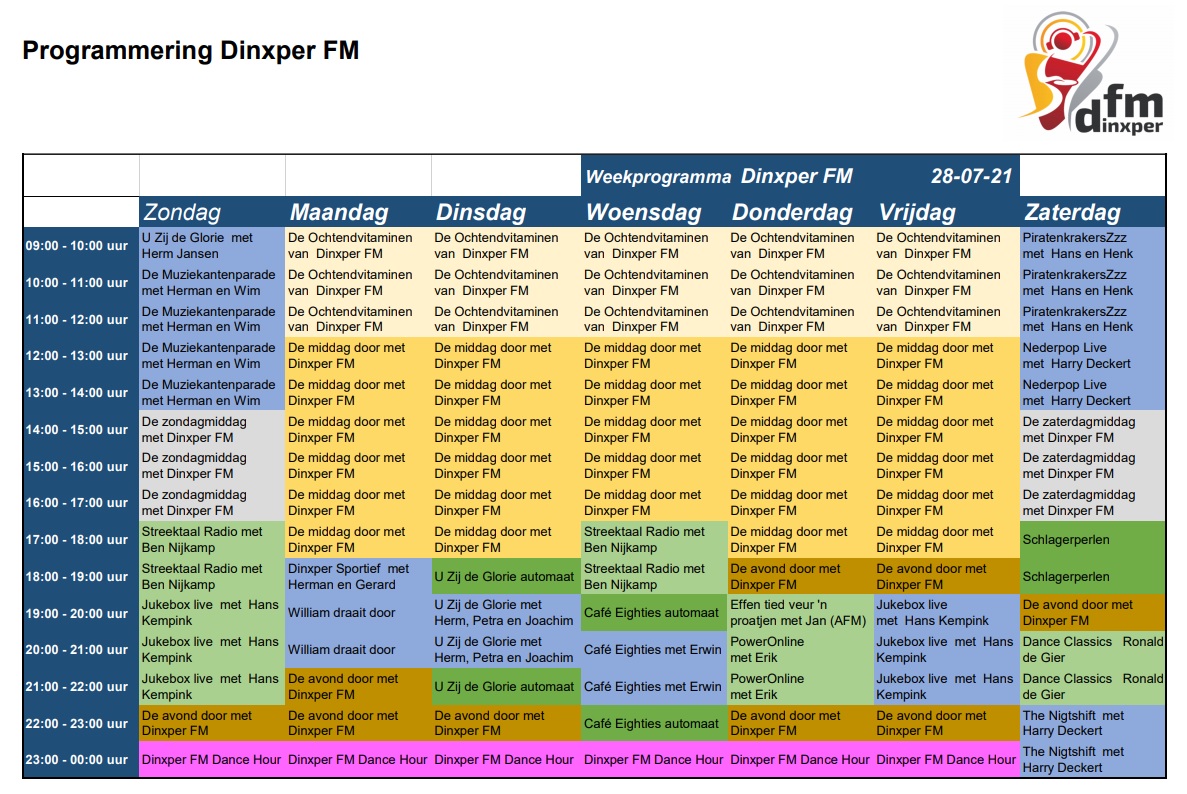 Programmering Dinxper FM
dfm
dinxper
Weekprogramma Dinxper FM 28-07-21
Zondag Maandag Dinsdag Woensdag Donderdag Vrijdag Zaterdag
09:00 - 10:00 uur
U Zij de Glorie met De Ochtendvitaminen De Ochtendvitaminen De Ochtendvitaminen De Ochtendvitaminen De Ochtendvitaminen PiratenkrakersZzz
Herm Jansen van Dinxper FM van Dinxper FM van Dinxper FM van Dinxper FM van Dinxper FM met Hans en Henk
10:00 - 11:00 uur
De Muziekantenparade De Ochtendvitaminen De Ochtendvitaminen De Ochtendvitaminen De Ochtendvitaminen De Ochtendvitaminen PiratenkrakersZzz
met Herman en Wim van Dinxper FM van Dinxper FM van Dinxper FM van Dinxper FM van Dinxper FM met Hans en Henk
11:00 - 12:00 uur
De Muziekantenparade De Ochtendvitaminen De Ochtendvitaminen De Ochtendvitaminen De Ochtendvitaminen De Ochtendvitaminen PiratenkrakersZzz
met Herman en Wim van Dinxper FM van Dinxper FM van Dinxper FM van Dinxper FM van Dinxper FM met Hans en Henk
12:00 - 13:00 uur
De Muziekantenparade De middag door met De middag door met De middag door met De middag door met De middag door met Nederpop Live
met Herman en Wim Dinxper FM Dinxper FM Dinxper FM Dinxper FM Dinxper FM met Harry Deckert
13:00 - 14:00 uur
De Muziekantenparade De middag door met De middag door met De middag door met De middag door met De middag door met Nederpop Live
met Herman en Wim Dinxper FM Dinxper FM Dinxper FM Dinxper FM Dinxper FM met Harry Deckert
14:00 - 15:00 uur
De zondagmiddag De middag door met De middag door met De middag door met De middag door met De middag door met De zaterdagmiddag
met Dinxper FM Dinxper FM Dinxper FM Dinxper FM Dinxper FM Dinxper FM met Dinxper FM
15:00 - 16:00 uur
De zondagmiddag De middag door met De middag door met De middag door met De middag door met De middag door met De zaterdagmiddag
met Dinxper FM Dinxper FM Dinxper FM Dinxper FM Dinxper FM Dinxper FM met Dinxper FM
16:00 - 17:00 uur
De zondagmiddag De middag door met De middag door met De middag door met De middag door met De middag door met De zaterdagmiddag
met Dinxper FM Dinxper FM Dinxper FM Dinxper FM Dinxper FM Dinxper FM met Dinxper FM
17:00 - 18:00 uur
Streektaal Radio met De middag door met De middag door met Streektaal Radio met De middag door met De middag door met Schlagerperlen
Ben Nijkamp Dinxper FM Dinxper FM Ben Nijkamp Dinxper FM Dinxper FM
18:00 - 19:00 uur
Streektaal Radio met Dinxper Sportief met U Zij de Glorie automaat Streektaal Radio met De avond door met De avond door met Schlagerperlen
Ben Nijkamp Herman en Gerard Ben Nijkamp Dinxper FM Dinxper FM
19:00 - 20:00 uur
Jukebox live met Hans William draait door U Zij de Glorie met Café Eighties automaat Effen tied veur 'n Jukebox live De avond door met
Kempink Herm, Petra en Joachim proatjen met Jan (AFM) met Hans Kempink Dinxper FM
20:00 - 21:00 uur
Jukebox live met Hans William draait door U Zij de Glorie met Café Eighties met Erwin PowerOnline Jukebox live met Hans Dance Classics Ronald
Kempink Herm, Petra en Joachim met Erik Kempink de Gier
21:00 - 22:00 uur
Jukebox live met Hans De avond door met U Zij de Glorie automaat Café Eighties met Erwin PowerOnline Jukebox live met Hans Dance Classics Ronald
Kempink Dinxper FM met Erik Kempink de Gier
22:00 - 23:00 uur
De avond door met De avond door met De avond door met Café Eighties automaat De avond door met De avond door met The Nigtshift met
Dinxper FM Dinxper FM Dinxper FM Dinxper FM Dinxper FM Harry Deckert
23:00 - 00:00 uur
Dinxper FM Dance Hour Dinxper FM Dance Hour Dinxper FM Dance Hour Dinxper FM Dance Hour Dinxper FM Dance Hour Dinxper FM Dance Hour The Nigtshift met
Harry Deckert